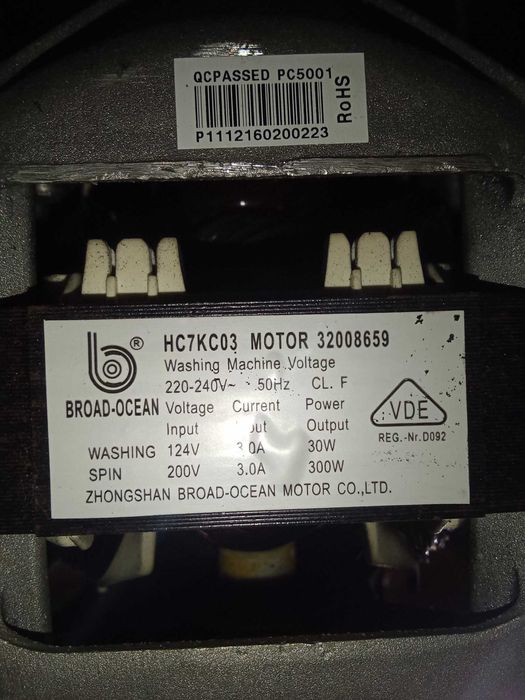 QCPASSED PC5001
RoHS
P1112160200223
b®
HC7KC03 MOTOR 32008659
Washing Machine Voltage
220-240V~ 50Hz CL. F
BROAD-OCEAN
Voltage Current Power
Input Output
WASHING 124V 3.0A 30W
SPIN 200V 3.0A 300W
ZHONGSHAN BROAD-OCEAN MOTOR CO.,LTD.
VDE
REG.-Nr.D092